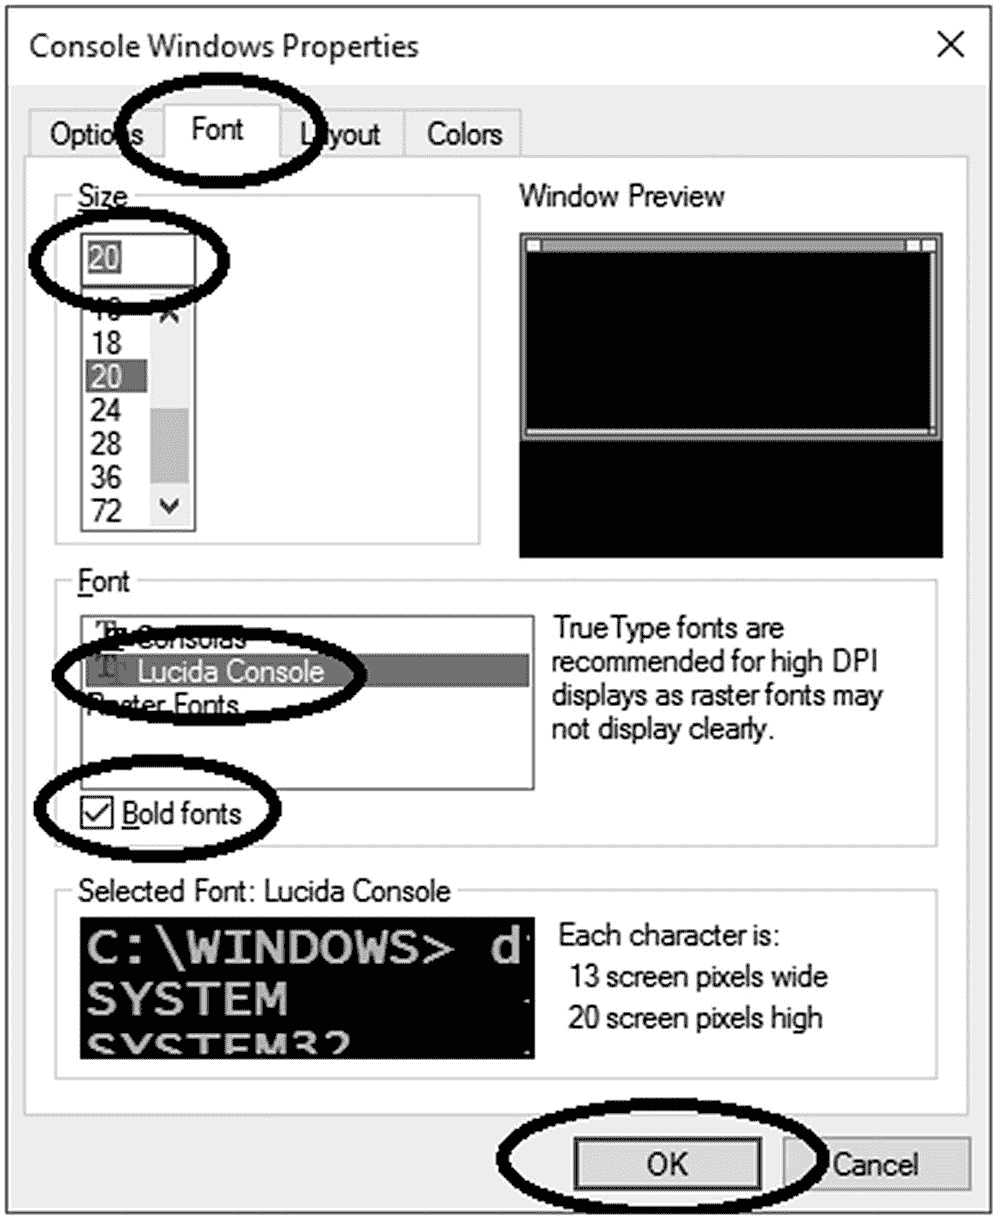 Console Windows Properties
Options Font Layout Colors
Size
20
18
20
24
28
36
72
Window Preview
Font
Consolas
Lucida Console
Raster Fonts
TrueType fonts are
recommended for high DPI
displays as raster fonts may
not display clearly.
Bold fonts
Selected Font: Lucida Console
C:\WINDOWS> d
SYSTEM
SYSTEM32
Each character is:
13 screen pixels wide
20 screen pixels high
OK Cancel